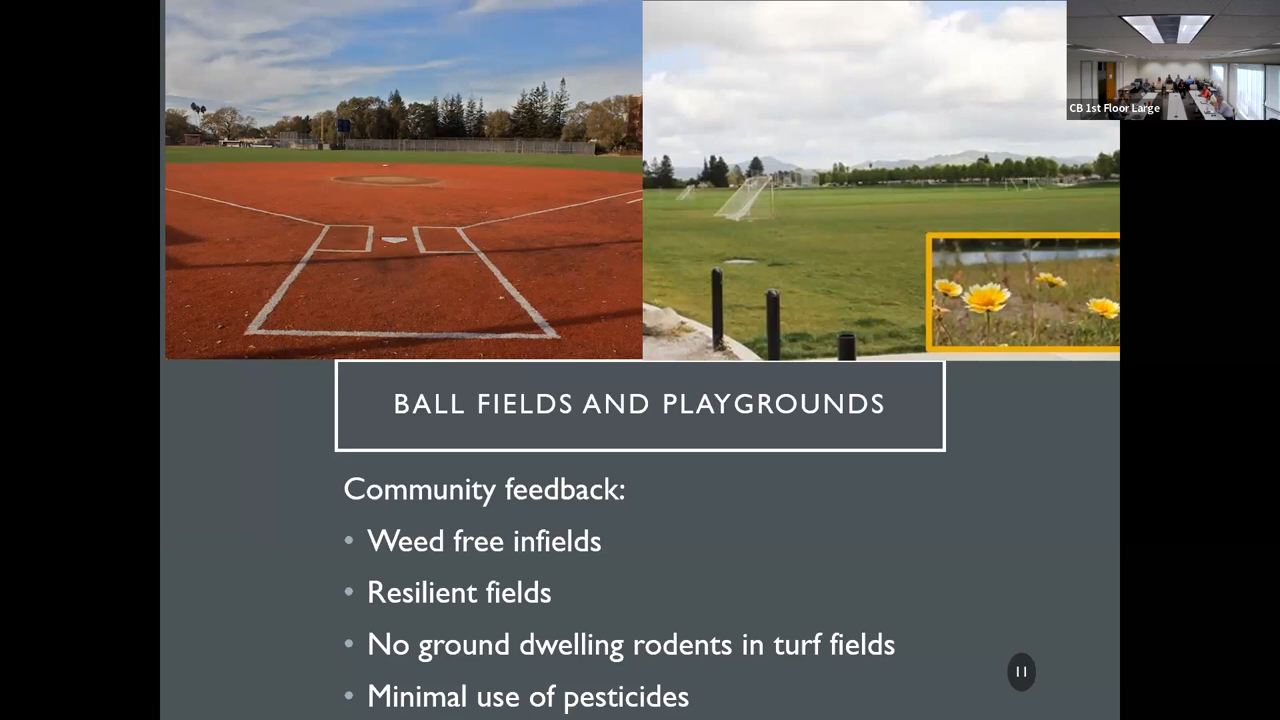 CB 1st Floor Large
BALL FIELDS AND PLAYGROUNDS
Community feedback:
• Weed free infields
• Resilient fields
• No ground dwelling rodents in turf fields
• Minimal use of pesticides
11